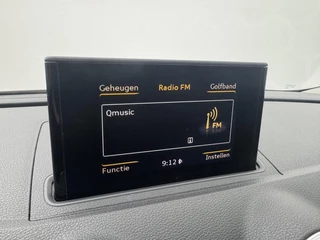 Geheugen Radio FM Golfband
Qmusic
FM
9:12
Functie Instellen